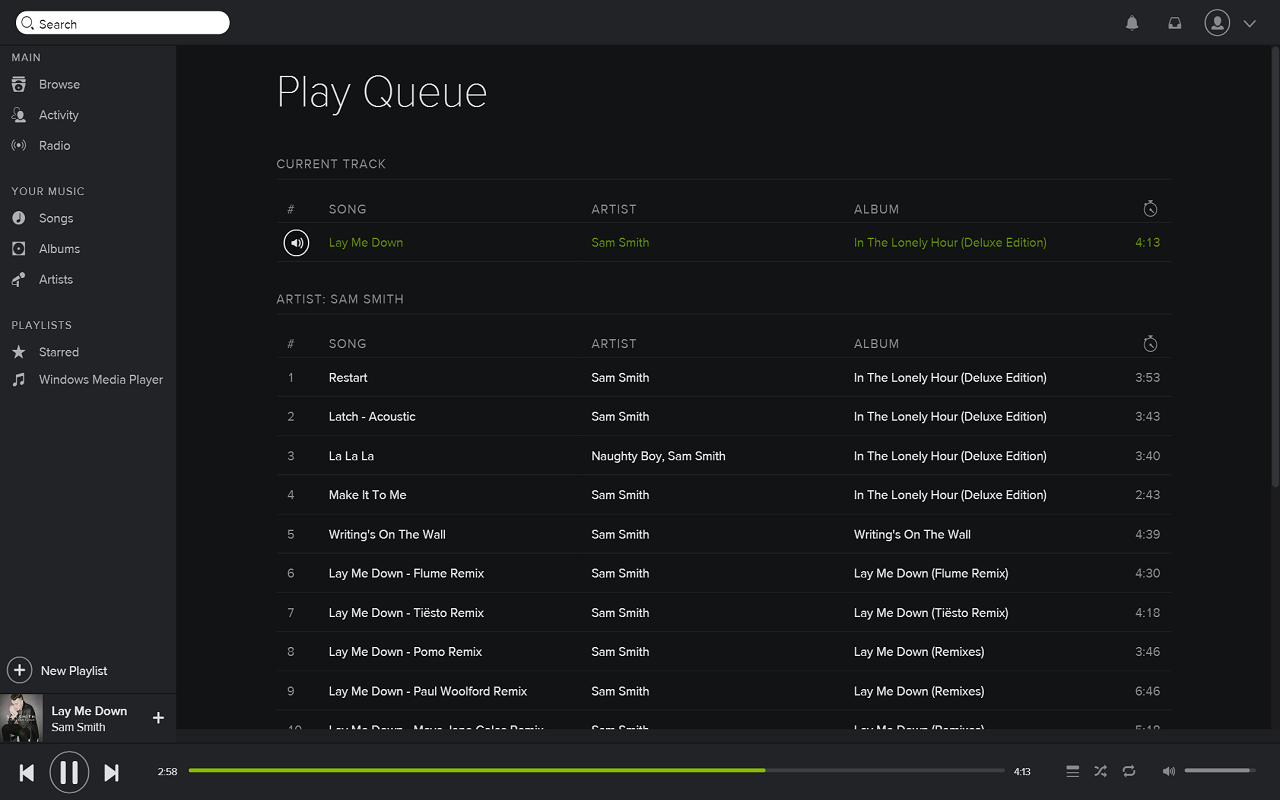 Search
MAIN
Browse
Activity
Radio
YOUR MUSIC
Songs
Albums
Artists
PLAYLISTS
Starred
Windows Media Player
New Playlist
Lay Me Down
Sam Smith
Play Queue
CURRENT TRACK
# SONG ARTIST ALBUM
Lay Me Down Sam Smith In The Lonely Hour (Deluxe Edition) 4:13
ARTIST: SAM SMITH
# SONG ARTIST ALBUM
1 Restart Sam Smith In The Lonely Hour (Deluxe Edition) 3:53
2 Latch - Acoustic Sam Smith In The Lonely Hour (Deluxe Edition) 3:43
3 La La La Naughty Boy, Sam Smith In The Lonely Hour (Deluxe Edition) 3:40
4 Make It To Me Sam Smith In The Lonely Hour (Deluxe Edition) 2:43
5 Writing's On The Wall Sam Smith Writing's On The Wall 4:39
6 Lay Me Down - Flume Remix Sam Smith Lay Me Down (Flume Remix) 4:30
7 Lay Me Down - Tiësto Remix Sam Smith Lay Me Down (Tiësto Remix) 4:18
8 Lay Me Down - Pomo Remix Sam Smith Lay Me Down (Remixes) 3:46
9 Lay Me Down - Paul Woolford Remix Sam Smith Lay Me Down (Remixes) 6:46
10 Lay Me Down - Sam Smith Lay Me Down (Remixes)
2:58 4:13